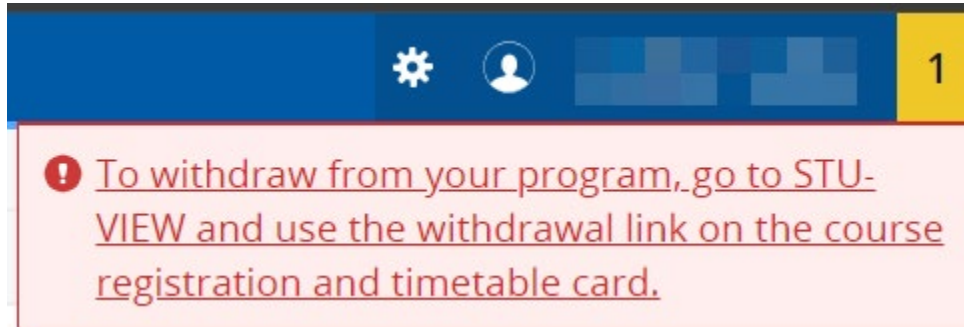 1
To withdraw from your program, go to STU-
VIEW and use the withdrawal link on the course
registration and timetable card.